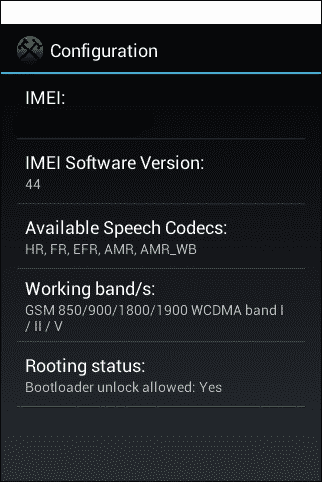 Configuration
IMEI:
IMEI Software Version:
44
Available Speech Codecs:
HR, FR, EFR, AMR, AMR_WB
Working band/s:
GSM 850/900/1800/1900 WCDMA band I
/ II / V
Rooting status:
Bootloader unlock allowed: Yes